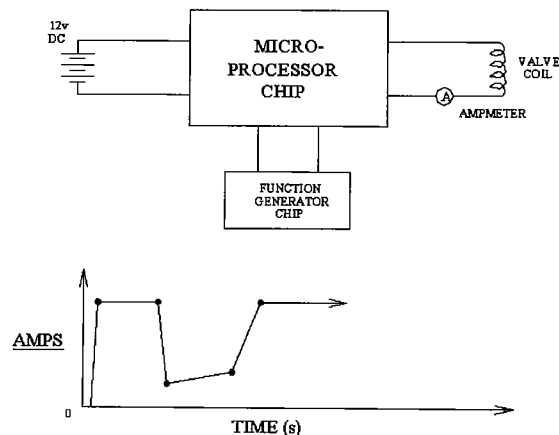 12v
DC
MICRO-
PROCESSOR
CHIP
VALVE
COIL
A
AMPMETER
FUNCTION
GENERATOR
CHIP
AMPS
0
TIME (s)